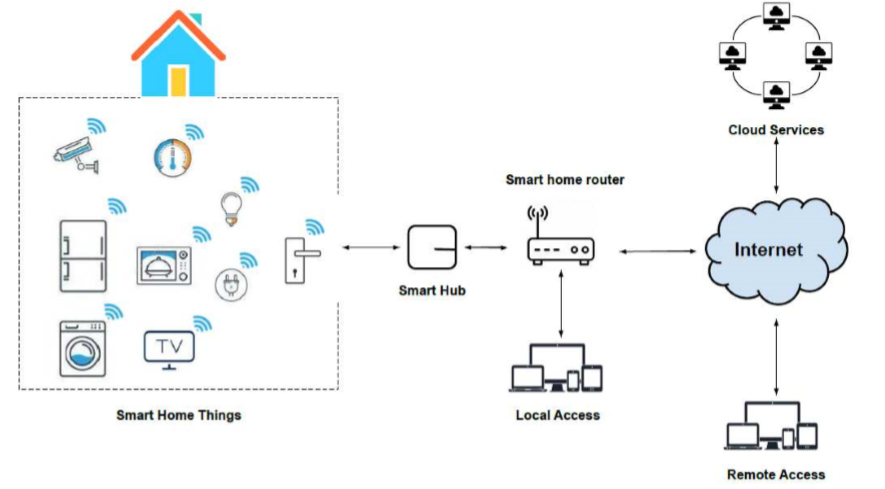 Cloud Services
Smart home router
Internet
Smart Hub
TV
Smart Home Things
Local Access
Remote Access